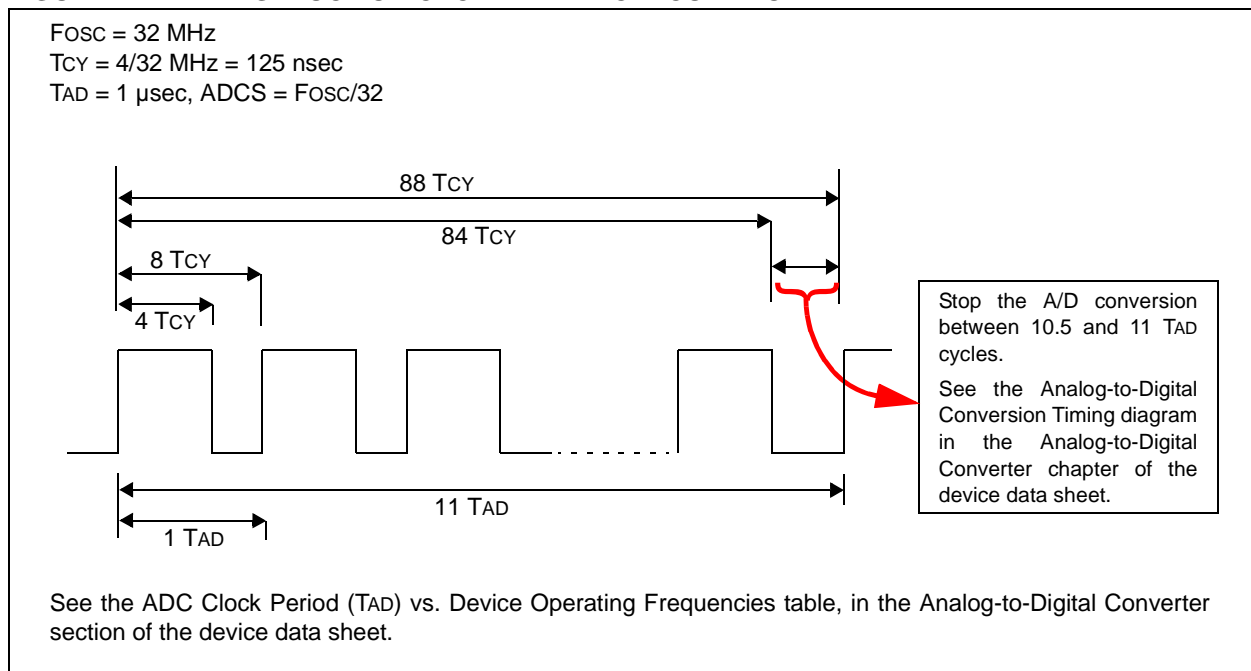 FOSC = 32 MHz
TCY = 4/32 MHz = 125 nsec
TAD = 1 µsec, ADCS = FOSC/32
88 TCY
84 TCY
8 TCY
4 TCY
Stop the A/D conversion
between 10.5 and 11 TAD
cycles.
See the Analog-to-Digital
Conversion Timing diagram
in the Analog-to-Digital
Converter chapter of the
device data sheet.
11 TAD
1 TAD
See the ADC Clock Period (TAD) vs. Device Operating Frequencies table, in the Analog-to-Digital Converter
section of the device data sheet.